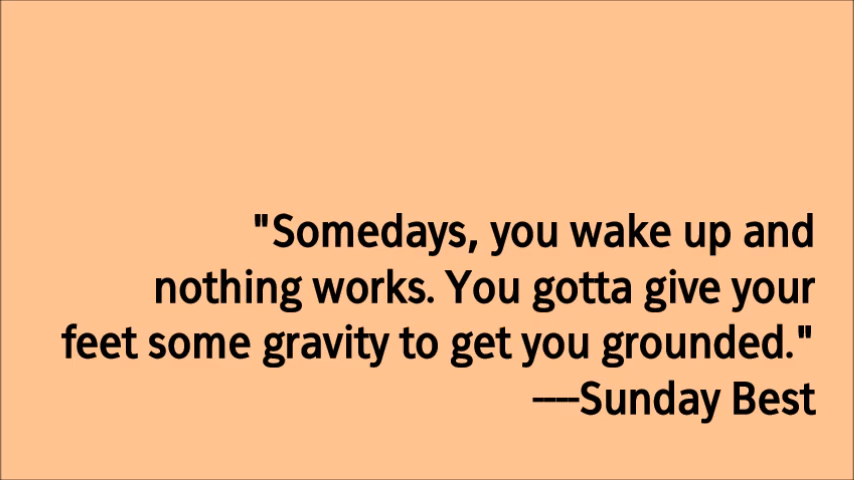 "Somedays, you wake up and
nothing works. You gotta give your
feet some gravity to get you grounded."
—–Sunday Best